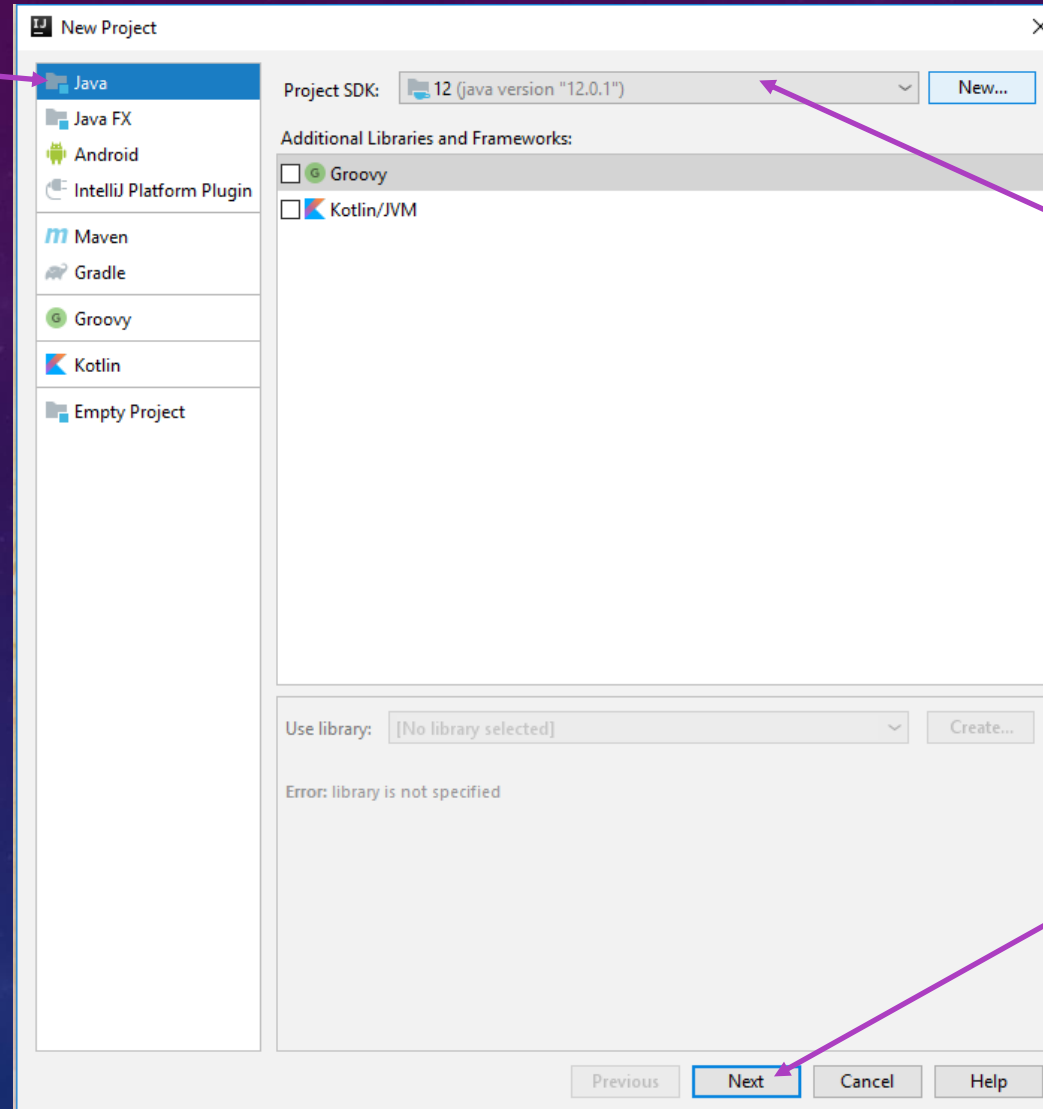 New Project
Java
Java FX
Android
IntelliJ Platform Plugin
Maven
Gradle
Groovy
Kotlin
Empty Project
Project SDK: 12 (java version "12.0.1") New...
Additional Libraries and Frameworks:
Groovy
Kotlin/JVM
Use library: [No library selected] Create...
Error: library is not specified
Previous Next Cancel Help